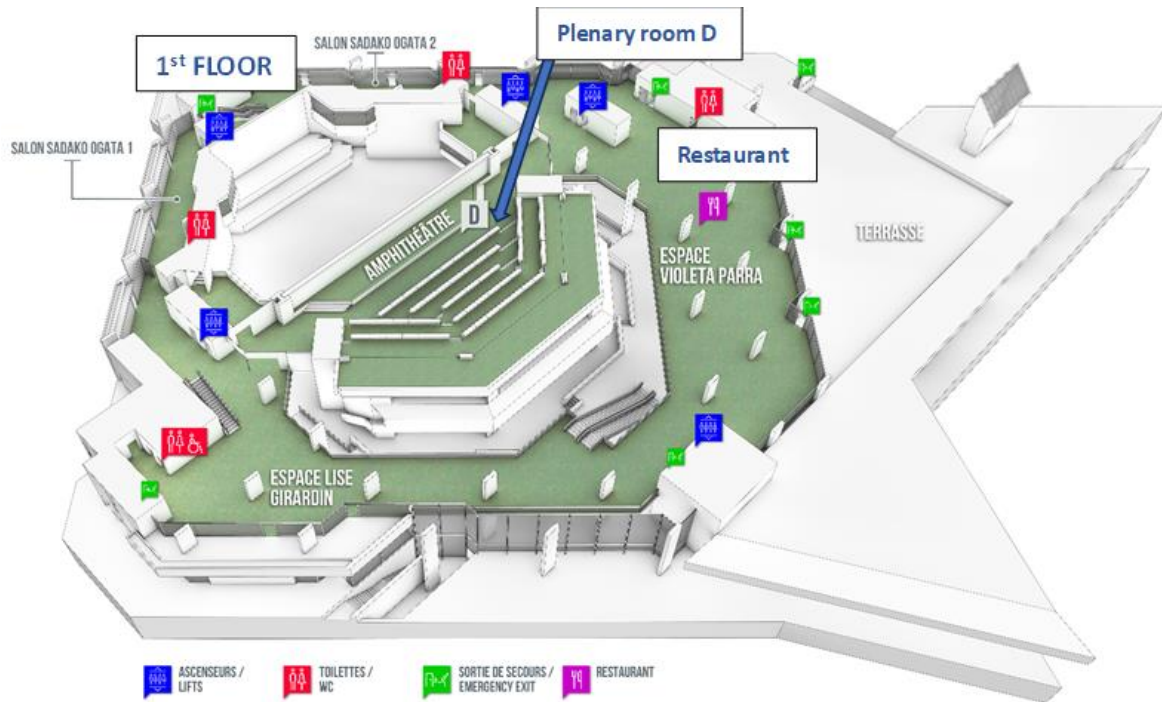 1st FLOOR
SALON SADAKO OGATA 2
Plenary room D
SALON SADAKO OGATA 1
Restaurant
D
AMPHITHÉÂTRE
ESPACE
VIOLETA PARRA
TERRASSE
ESPACE LISE
GIRARDIN
ASCENSEURS /
LIFTS
TOILETTES /
WC
SORTIE DE SECOURS /
EMERGENCY EXIT
RESTAURANT